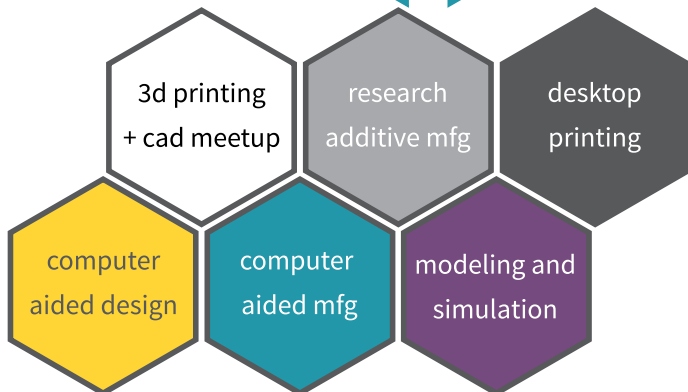 3d printing
+ cad meetup
research
additive mfg
desktop
printing
computer
aided design
computer
aided mfg
modeling and
simulation